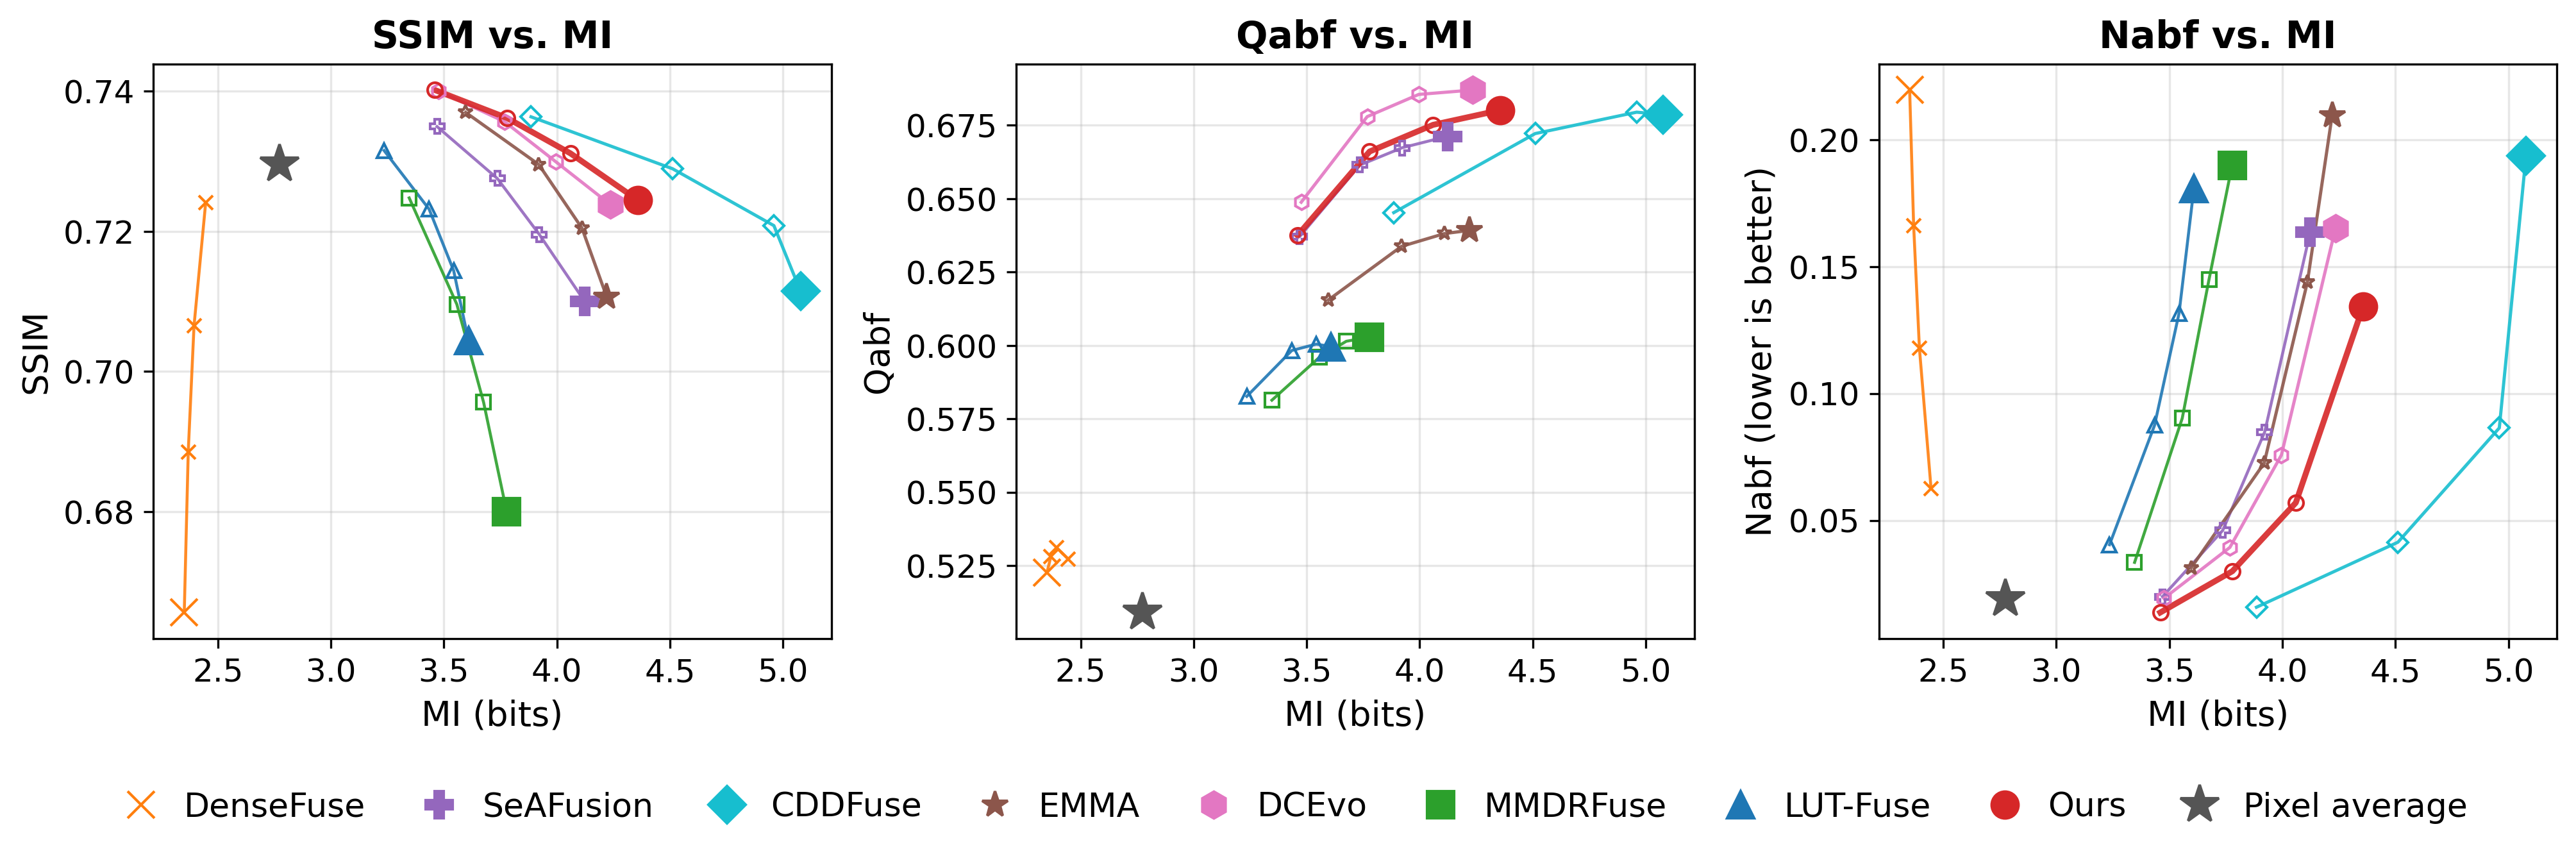 SSIM vs. MI
SSIM
0.74
0.72
0.70
0.68
2.5 3.0 3.5 4.0 4.5 5.0
MI (bits)
Qabf vs. MI
Qabf
0.675
0.650
0.625
0.600
0.575
0.550
0.525
2.5 3.0 3.5 4.0 4.5 5.0
MI (bits)
Nabf vs. MI
Nabf (lower is better)
0.20
0.15
0.10
0.05
2.5 3.0 3.5 4.0 4.5 5.0
MI (bits)
DenseFuse SeAFusion CDDFuse EMMA DCEvo MMDRFuse LUT-Fuse Ours Pixel average